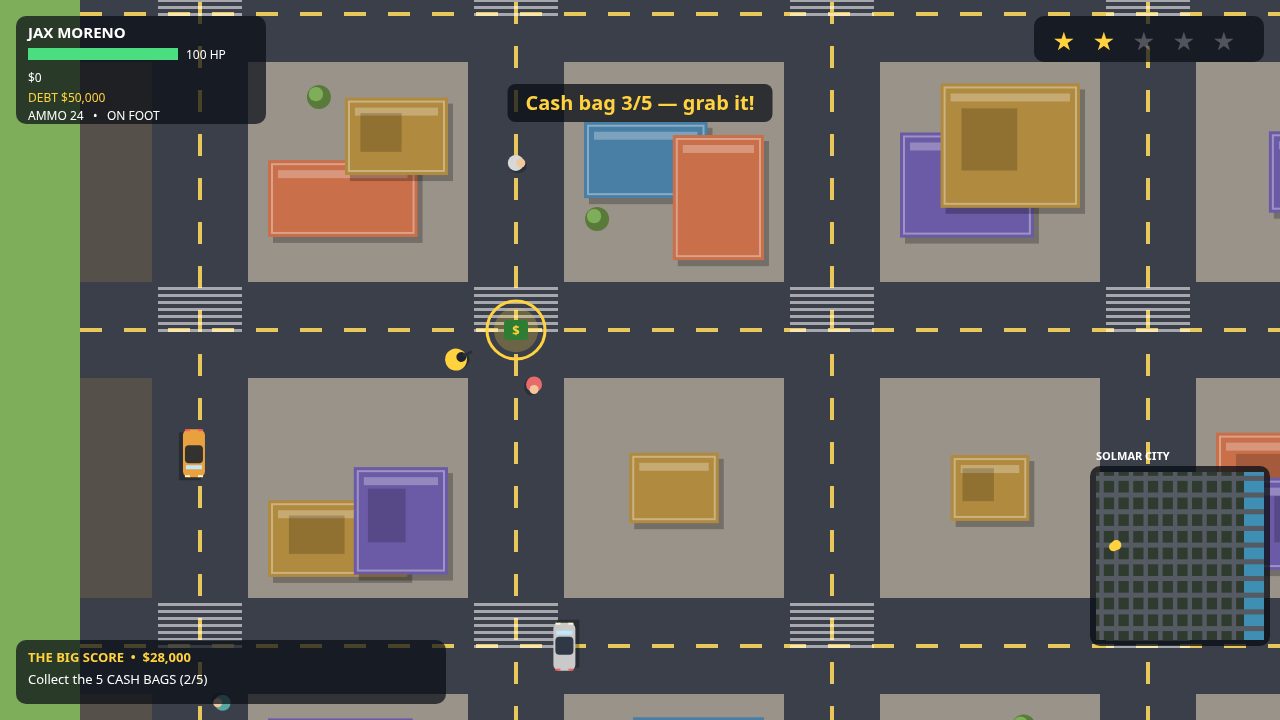 JAX MORENO
100 HP
$0
DEBT $50,000
AMMO 24 • ON FOOT
Cash bag 3/5 — grab it!
$
SOLMAR CITY
THE BIG SCORE • $28,000
Collect the 5 CASH BAGS (2/5)